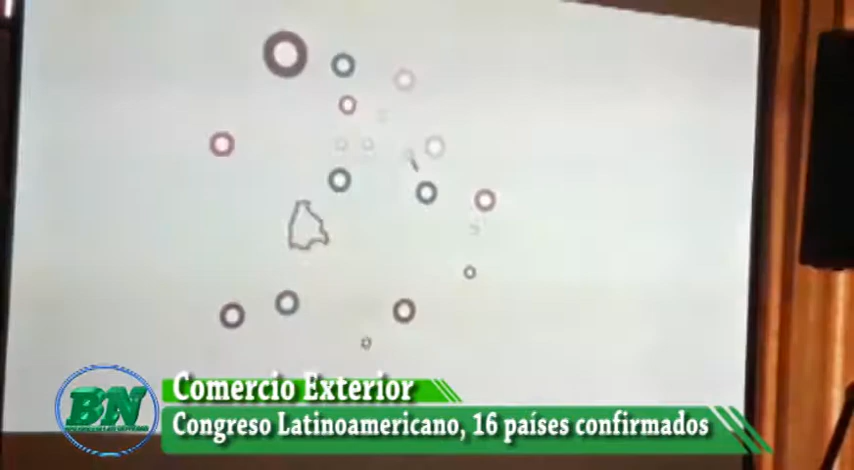 Comercio Exterior
Congreso Latinoamericano, 16 países confirmados
BN